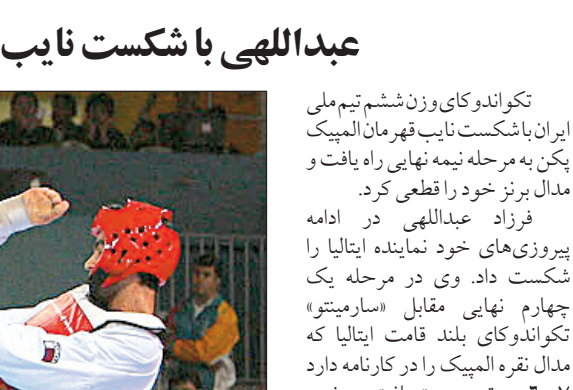 عبداللهی با شکست نایب
تکواندوکای وزن ششم تیم ملی
ایران با شکست نایب قهرمان المپیک
پکن به مرحله نیمه نهایی راه یافت و
مدال برنز خود را قطعی کرد.
فرزاد عبداللهی در ادامه
پیروزی‌های خود نماینده ایتالیا را
شکست داد. وی در مرحله یک
چهارم نهایی مقابل «سارمینتو»
تکواندوکای بلند قامت ایتالیا که
مدال نقره المپیک را در کارنامه دارد